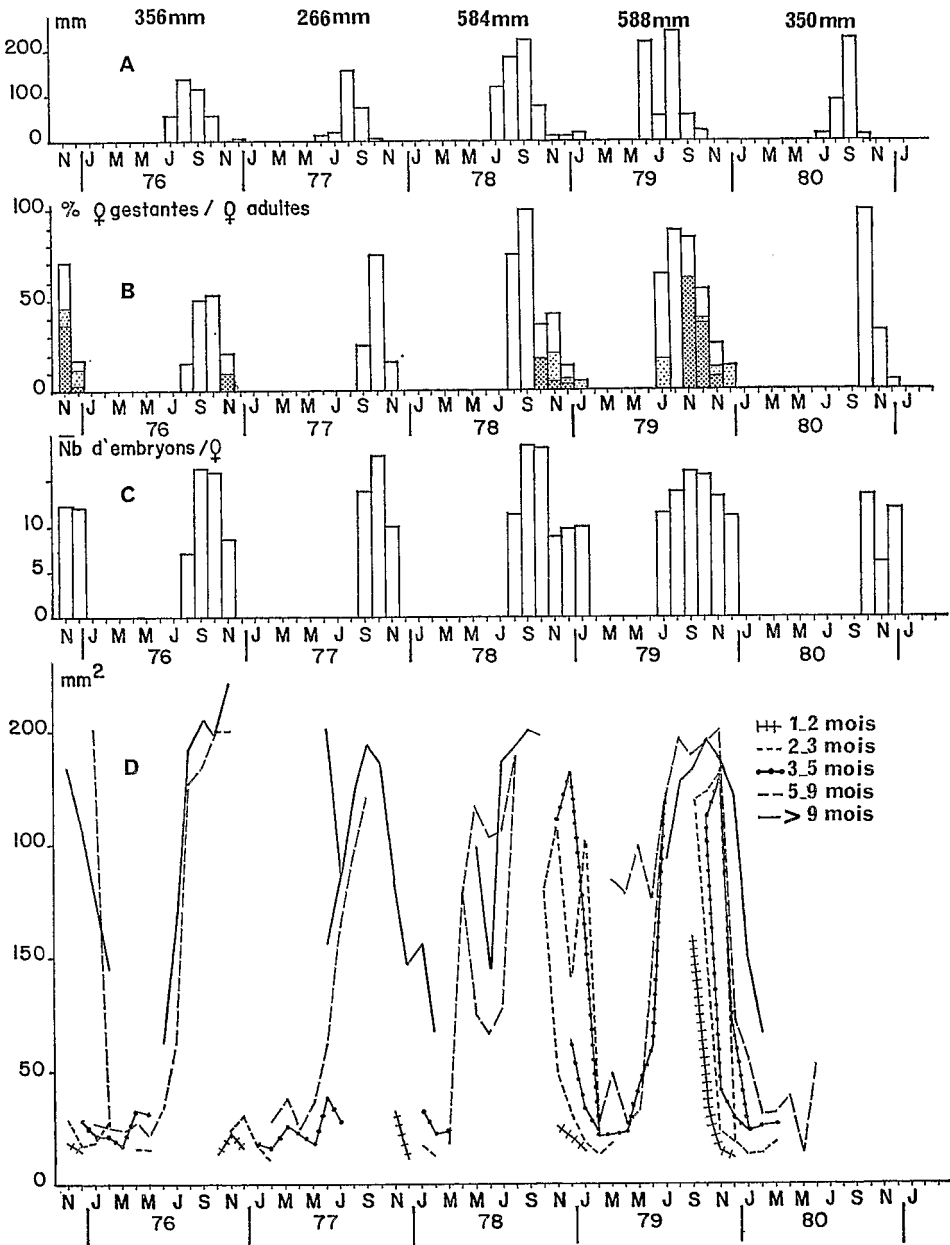 356mm 266mm 584mm 588mm 350mm
mm
200
100
0
A
N J M M J S N J M M J S N J M M J S N J M M J S N J M M J S N J
76 77 78 79 80
100 % ♀ gestantes / ♀ adultes
50
0
B
N J M M J S N J M M J S N J M M J S N J M M J S N J M M J S N J
76 77 78 79 80
N̅b d'embryons/♀
10
5
0
C
N J M M J S N J M M J S N J M M J S N J M M J S N J M M J S N J
76 77 78 79 80
mm²
200
100
150
50
0
D
1_2 mois
2_3 mois
3_5 mois
5_9 mois
> 9 mois
N J M M J S N J M M J S N J M M J S N J M M J S N J M M J S N J
76 77 78 79 80